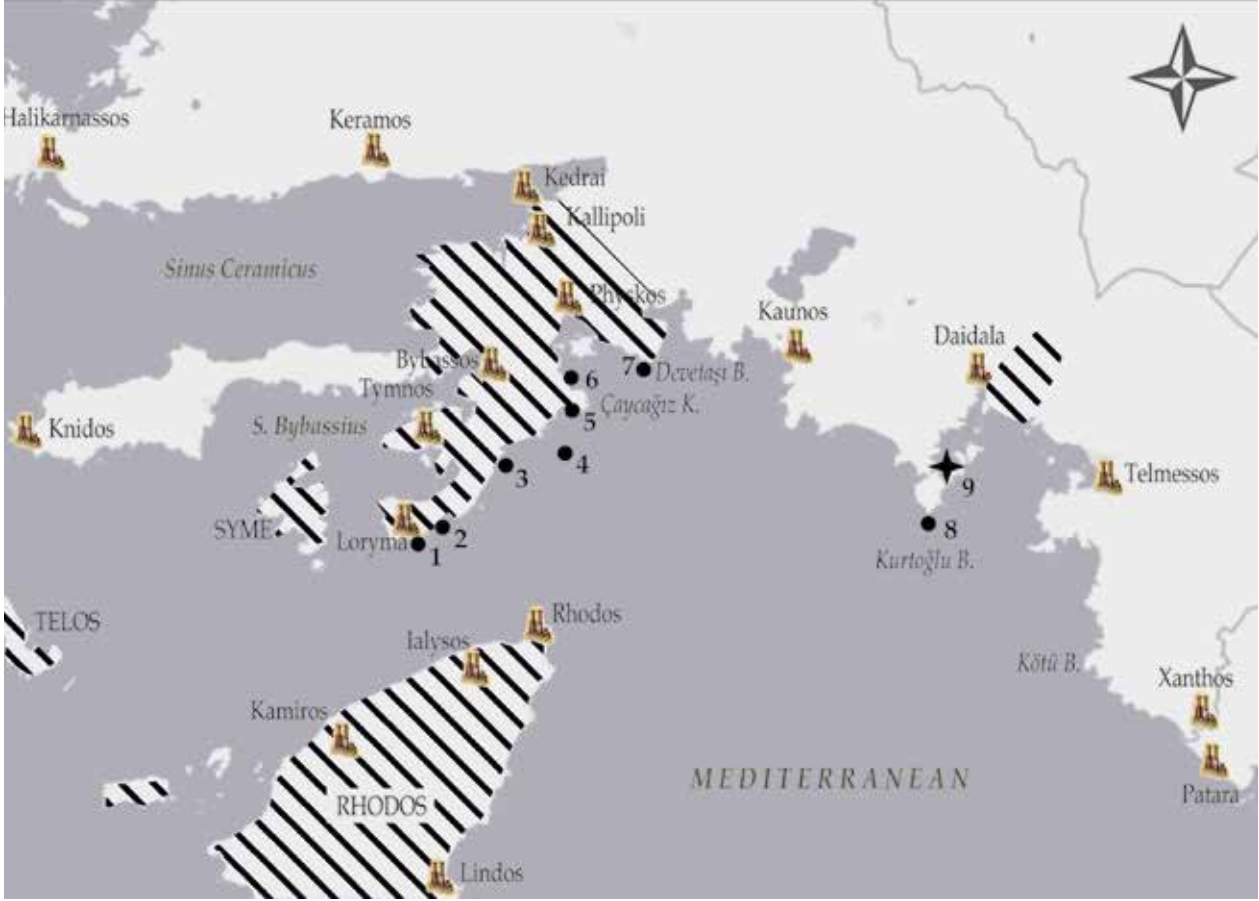 Halikarnassos
Keramos
Kedrai
Kallipoli
Sinus Ceramicus
Physkos
Kaunos
Daidala
Bybassos
7
Devetaşı B.
6
Tymnos
Çaycağız K.
5
Knidos
S. Bybassius
4
3
Telmessos
9
SYME
Loryma
2
1
8
Kurtoğlu B.
TELOS
Rhodos
Ialysos
Kötü B.
Xanthos
Kamiros
MEDITERRANEAN
RHODOS
Patara
Lindos